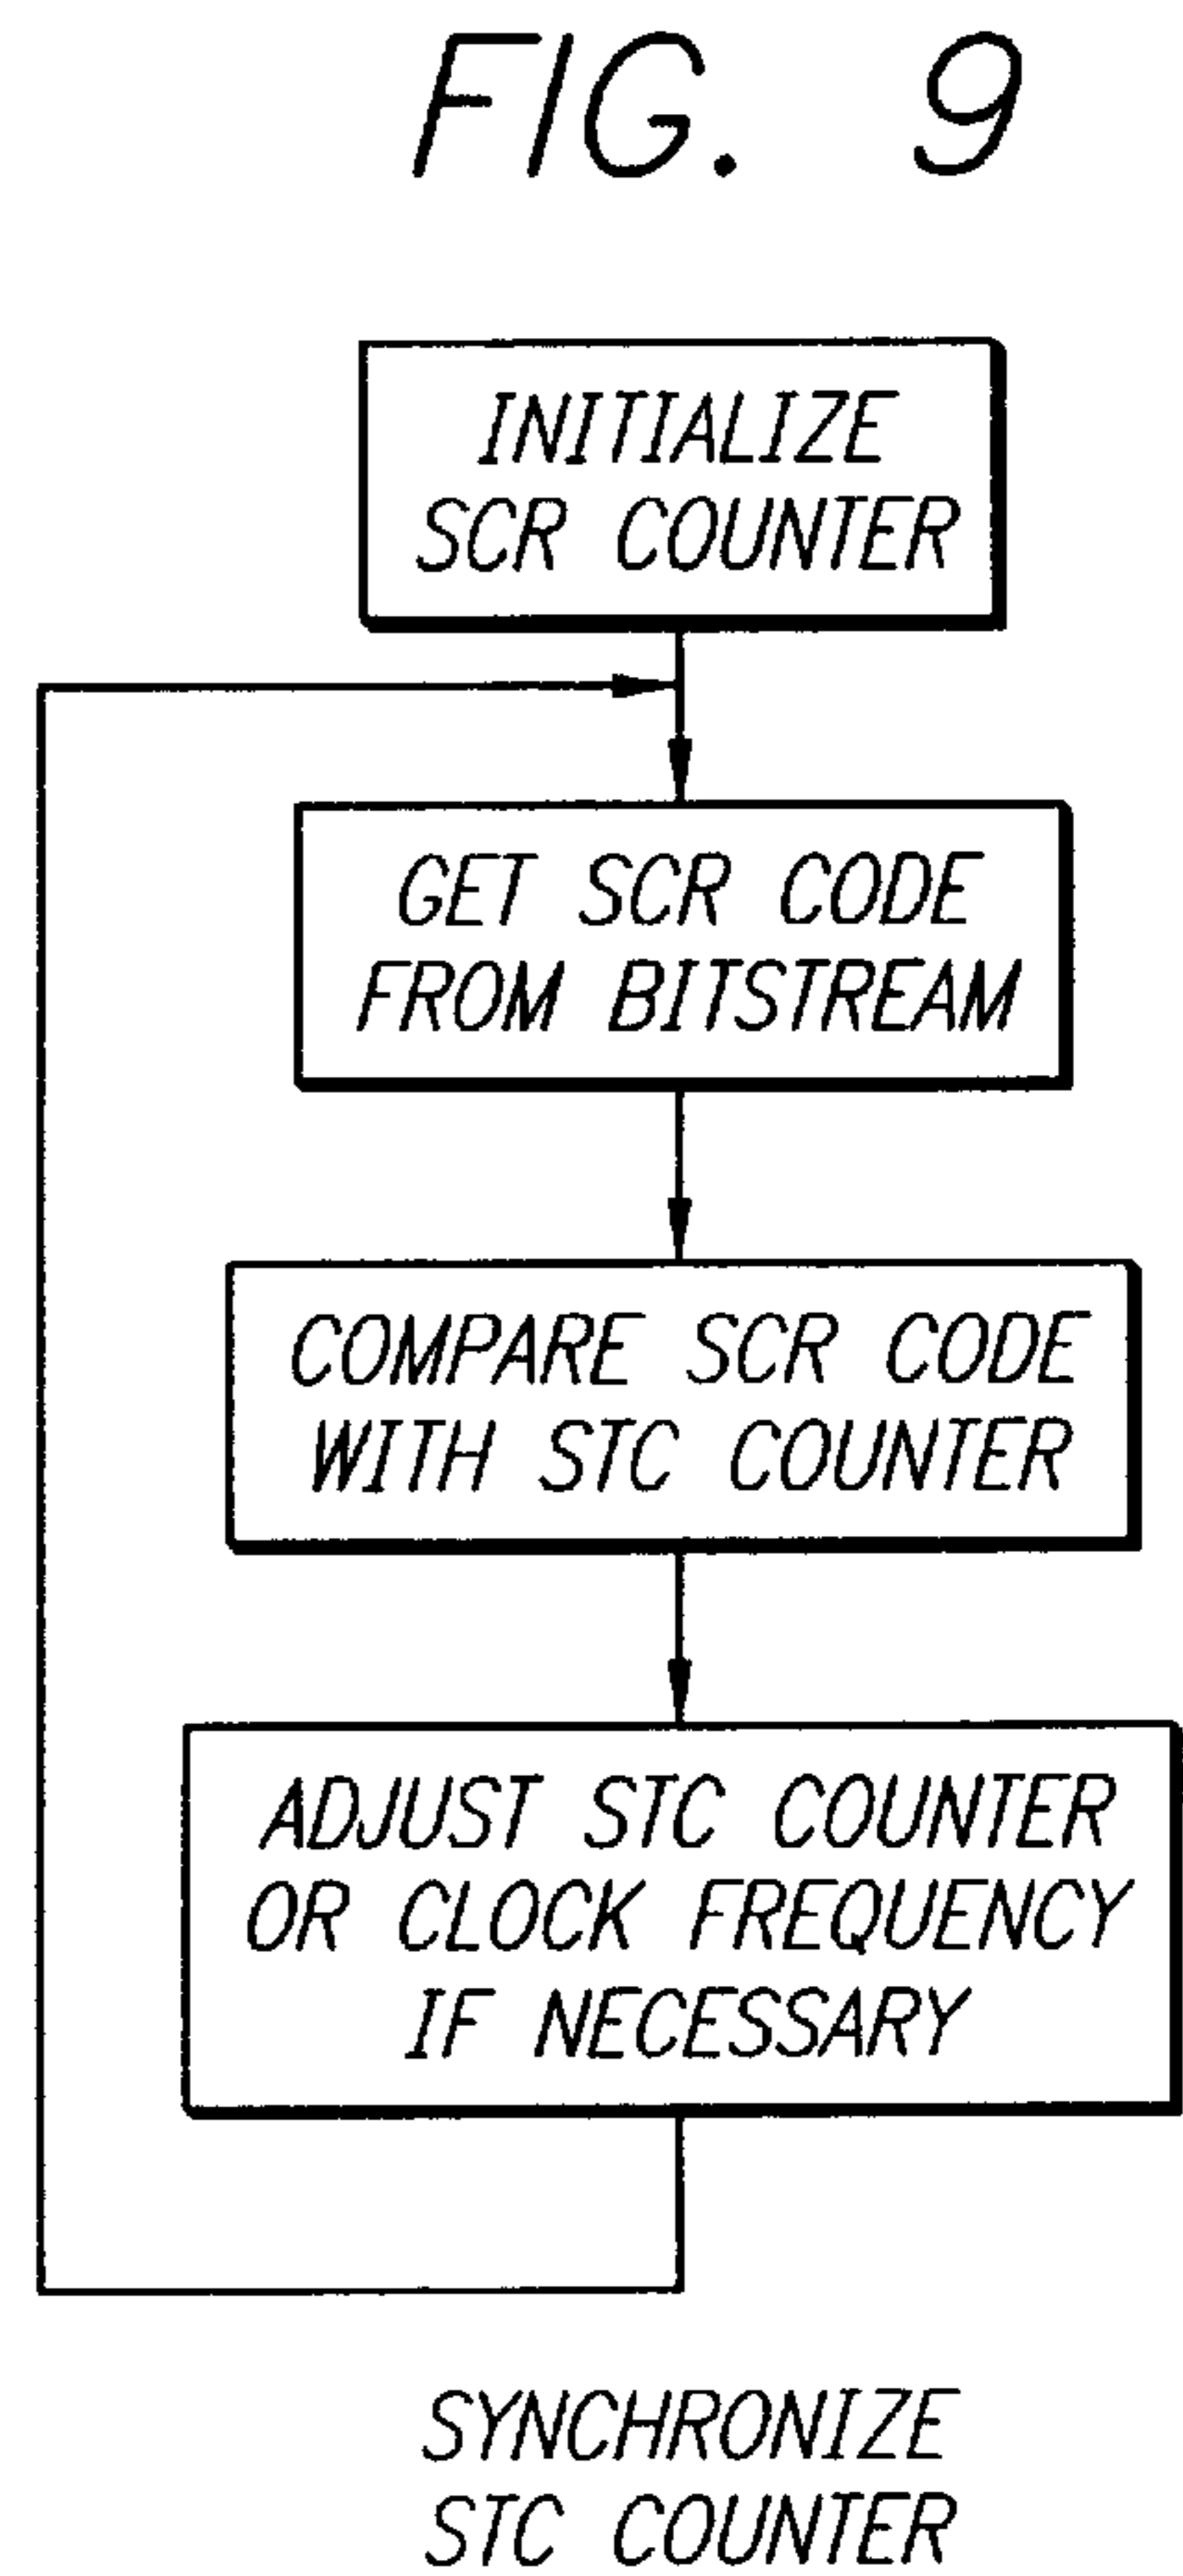 FIG. 9
INITIALIZE
SCR COUNTER
GET SCR CODE
FROM BITSTREAM
COMPARE SCR CODE
WITH STC COUNTER
ADJUST STC COUNTER
OR CLOCK FREQUENCY
IF NECESSARY
SYNCHRONIZE
STC COUNTER